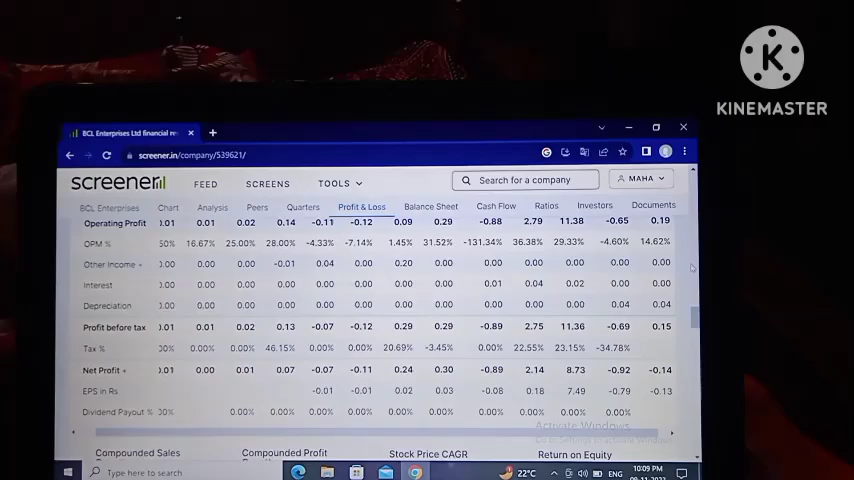 KINEMASTER
BCL Enterprises Ltd financial re
screener.in/company/539621/
screener FEED SCREENS TOOLS Search for a company MAHA
BCL Enterprises Chart Analysis Peers Quarters Profit & Loss Balance Sheet Cash Flow Ratios Investors Documents
Operating Profit 0.01 0.01 0.02 0.14 -0.11 -0.12 0.09 0.29 -0.88 2.79 11.38 -0.65 0.19
OPM % 50% 16.67% 25.00% 28.00% -4.33% -7.14% 1.45% 31.52% -131.34% 36.38% 29.33% -4.60% 14.62%
Other Income + 0.00 0.00 0.00 -0.01 0.04 0.00 0.20 0.00 0.00 0.00 0.00 0.00 0.00
Interest 0.00 0.00 0.00 0.00 0.00 0.00 0.00 0.00 0.01 0.04 0.02 0.00 0.00
Depreciation 0.00 0.00 0.00 0.00 0.00 0.00 0.00 0.00 0.00 0.00 0.00 0.04 0.04
Profit before tax 0.01 0.01 0.02 0.13 -0.07 -0.12 0.29 0.29 -0.89 2.75 11.36 -0.69 0.15
Tax % 00% 0.00% 0.00% 46.15% 0.00% 0.00% 20.69% -3.45% 0.00% 22.55% 23.15% -34.78%
Net Profit + 0.01 0.00 0.01 0.07 -0.07 -0.11 0.24 0.30 -0.89 2.14 8.73 -0.92 -0.14
EPS in Rs -0.01 -0.01 0.02 0.03 -0.08 0.18 7.49 -0.79 -0.13
Dividend Payout % 00% 0.00% 0.00% 0.00% 0.00% 0.00% 0.00% 0.00% 0.00% 0.00% 0.00% 0.00%
Activate Windows
Go to Settings to activate Windows.
Compounded Sales Compounded Profit Stock Price CAGR Return on Equity
Type here to search 22°C ENG 10:09 PM